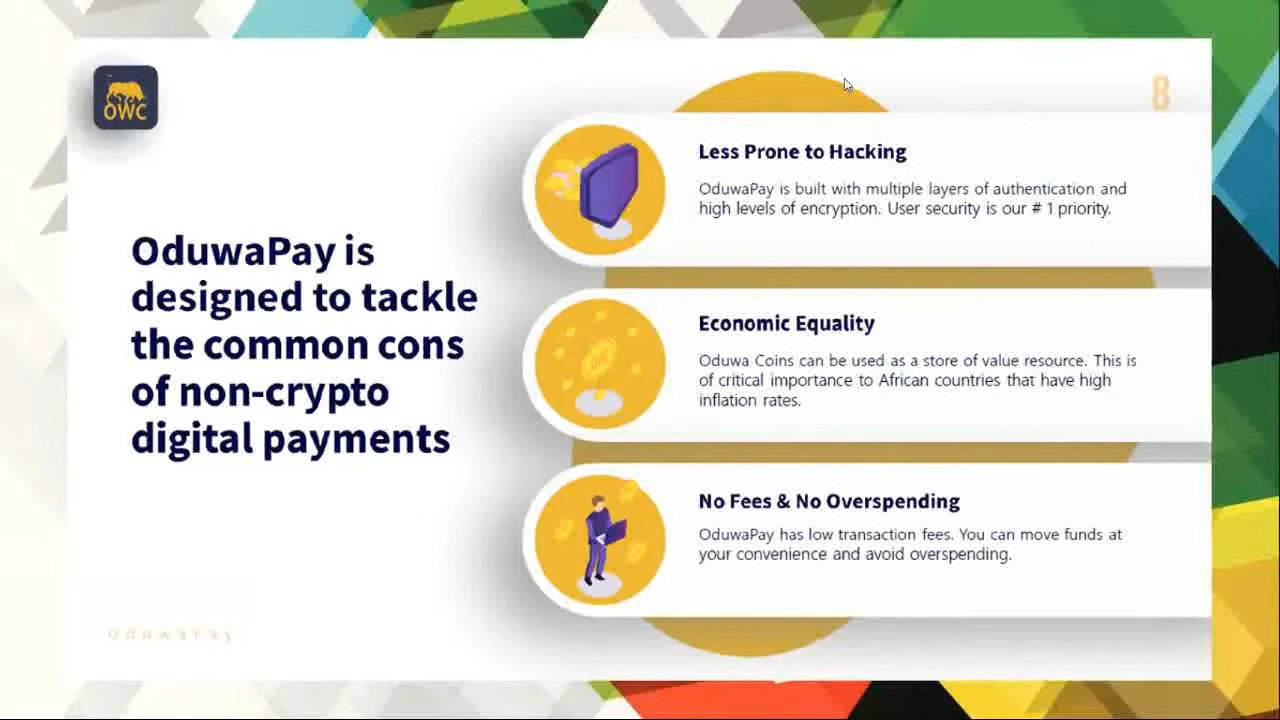 OWC
8
OduwaPay is
designed to tackle
the common cons
of non-crypto
digital payments
Less Prone to Hacking
OduwaPay is built with multiple layers of authentication and
high levels of encryption. User security is our # 1 priority.
Economic Equality
Oduwa Coins can be used as a store of value resource. This is
of critical importance to African countries that have high
inflation rates.
No Fees & No Overspending
OduwaPay has low transaction fees. You can move funds at
your convenience and avoid overspending.
OduwaPay